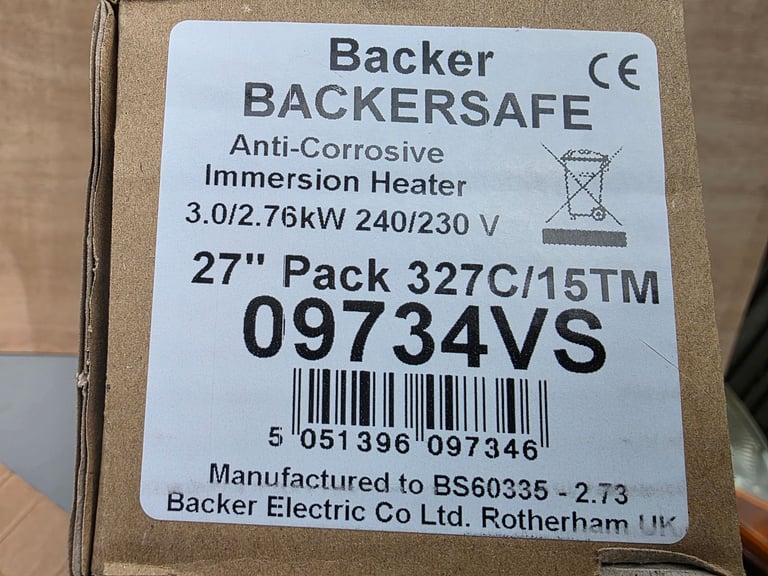 Backer
CE
BACKERSAFE
Anti-Corrosive
Immersion Heater
3.0/2.76kW 240/230 V
27" Pack 327C/15TM
09734VS
5 051396 097346
Manufactured to BS60335 - 2.73
Backer Electric Co Ltd. Rotherham UK